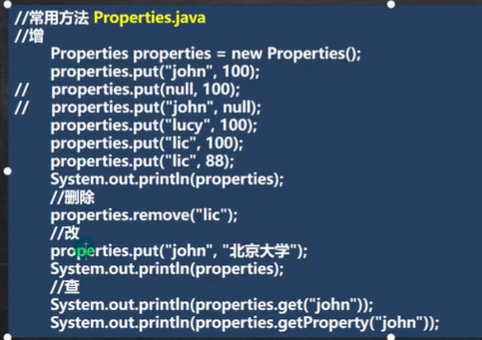 //常用方法 Properties.java
//增
Properties properties = new Properties();
properties.put("john", 100);
// properties.put(null, 100);
// properties.put("john", null);
properties.put("lucy", 100);
properties.put("lic", 100);
properties.put("lic", 88);
System.out.println(properties);
//删除
properties.remove("lic");
//改
properties.put("john", "北京大学");
System.out.println(properties);
//查
System.out.println(properties.get("john"));
System.out.println(properties.getProperty("john"));